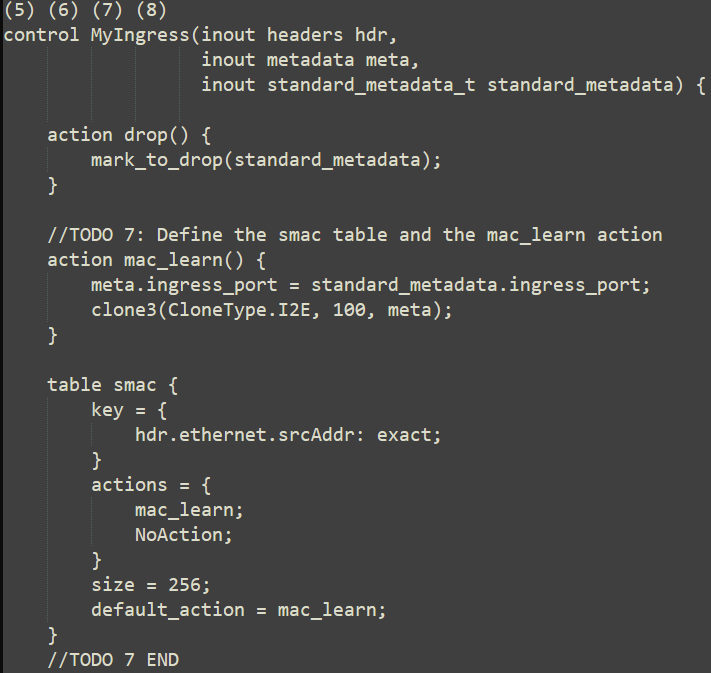 (5) (6) (7) (8)
control MyIngress(inout headers hdr,
                  inout metadata meta,
                  inout standard_metadata_t standard_metadata) {

    action drop() {
        mark_to_drop(standard_metadata);
    }

    //TODO 7: Define the smac table and the mac_learn action
    action mac_learn() {
        meta.ingress_port = standard_metadata.ingress_port;
        clone3(CloneType.I2E, 100, meta);
    }

    table smac {
        key = {
            hdr.ethernet.srcAddr: exact;
        }
        actions = {
            mac_learn;
            NoAction;
        }
        size = 256;
        default_action = mac_learn;
    }
    //TODO 7 END